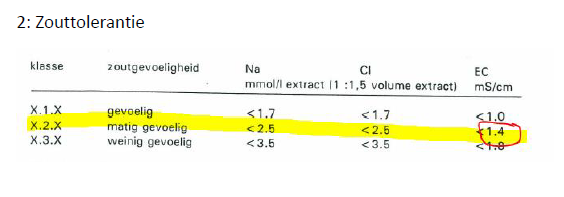 2: Zouttolerantie
klasse zoutgevoeligheid Na Cl EC
mmol/l extract (1 :1,5 volume extract) mS/cm
X.1.X gevoelig <1.7 <1.7 <1.0
X.2.X matig gevoelig <2.5 <2.5 <1.4
X.3.X weinig gevoelig <3.5 <3.5 <1.8